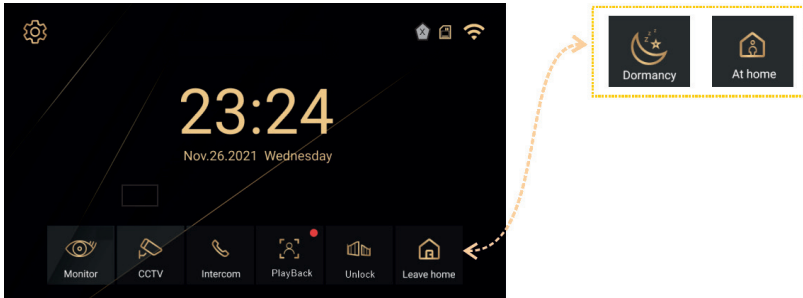 23:24
Nov.26.2021 Wednesday
Monitor
CCTV
Intercom
PlayBack
Unlock
Leave home
Dormancy
At home